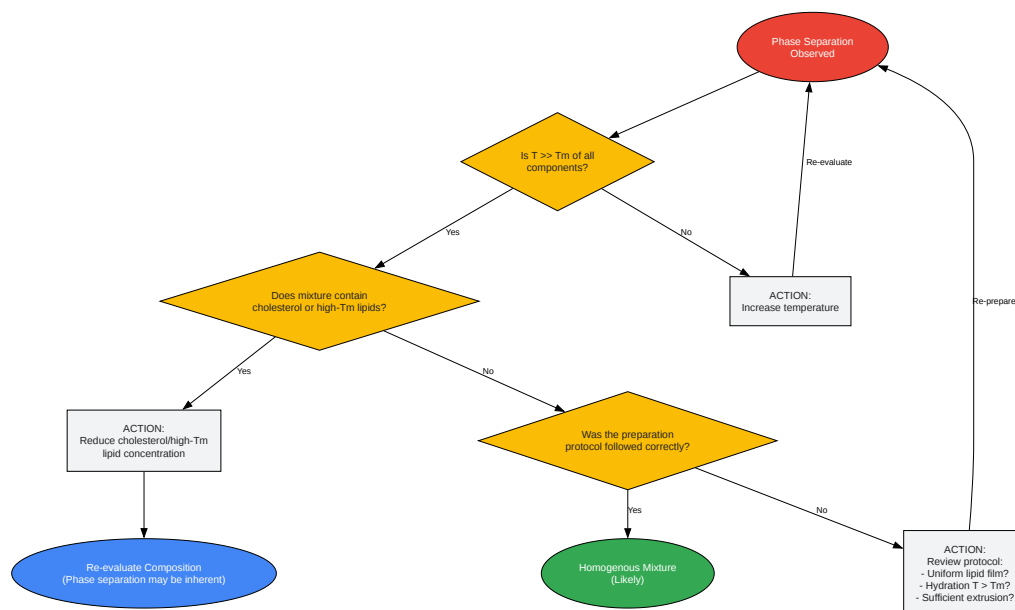 Phase Separation
Observed
Is T >> Tm of all
components?
Re-evaluate
Yes
No
Does mixture contain
cholesterol or high-Tm lipids?
ACTION:
Increase temperature
Re-prepare
Yes
No
ACTION:
Reduce cholesterol/high-Tm
lipid concentration
Was the preparation
protocol followed correctly?
Yes
No
Re-evaluate Composition
(Phase separation may be inherent)
Homogenous Mixture
(Likely)
ACTION:
Review protocol:
- Uniform lipid film?
- Hydration T > Tm?
- Sufficient extrusion?